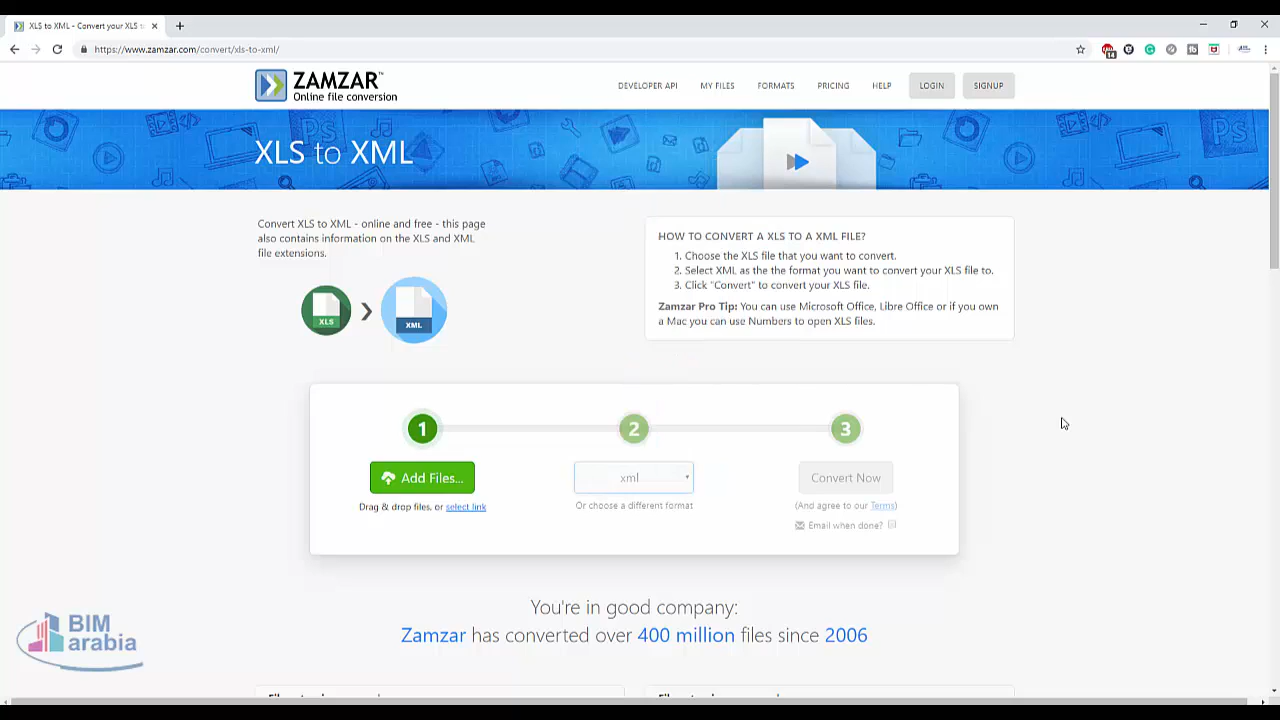 XLS to XML - Convert your XLS to
https://www.zamzar.com/convert/xls-to-xml/
14
ZAMZAR™
Online file conversion
DEVELOPER API
MY FILES
FORMATS
PRICING
HELP
LOGIN
SIGNUP
XLS to XML
Convert XLS to XML - online and free - this page
also contains information on the XLS and XML
file extensions.
XLS
XML
HOW TO CONVERT A XLS TO A XML FILE?
1. Choose the XLS file that you want to convert.
2. Select XML as the the format you want to convert your XLS file to.
3. Click "Convert" to convert your XLS file.
Zamzar Pro Tip: You can use Microsoft Office, Libre Office or if you own
a Mac you can use Numbers to open XLS files.
1
2
3
Add Files...
xml
Convert Now
Drag & drop files, or select link
Or choose a different format
(And agree to our Terms)
Email when done?
You're in good company:
Zamzar has converted over 400 million files since 2006
BIM
arabia